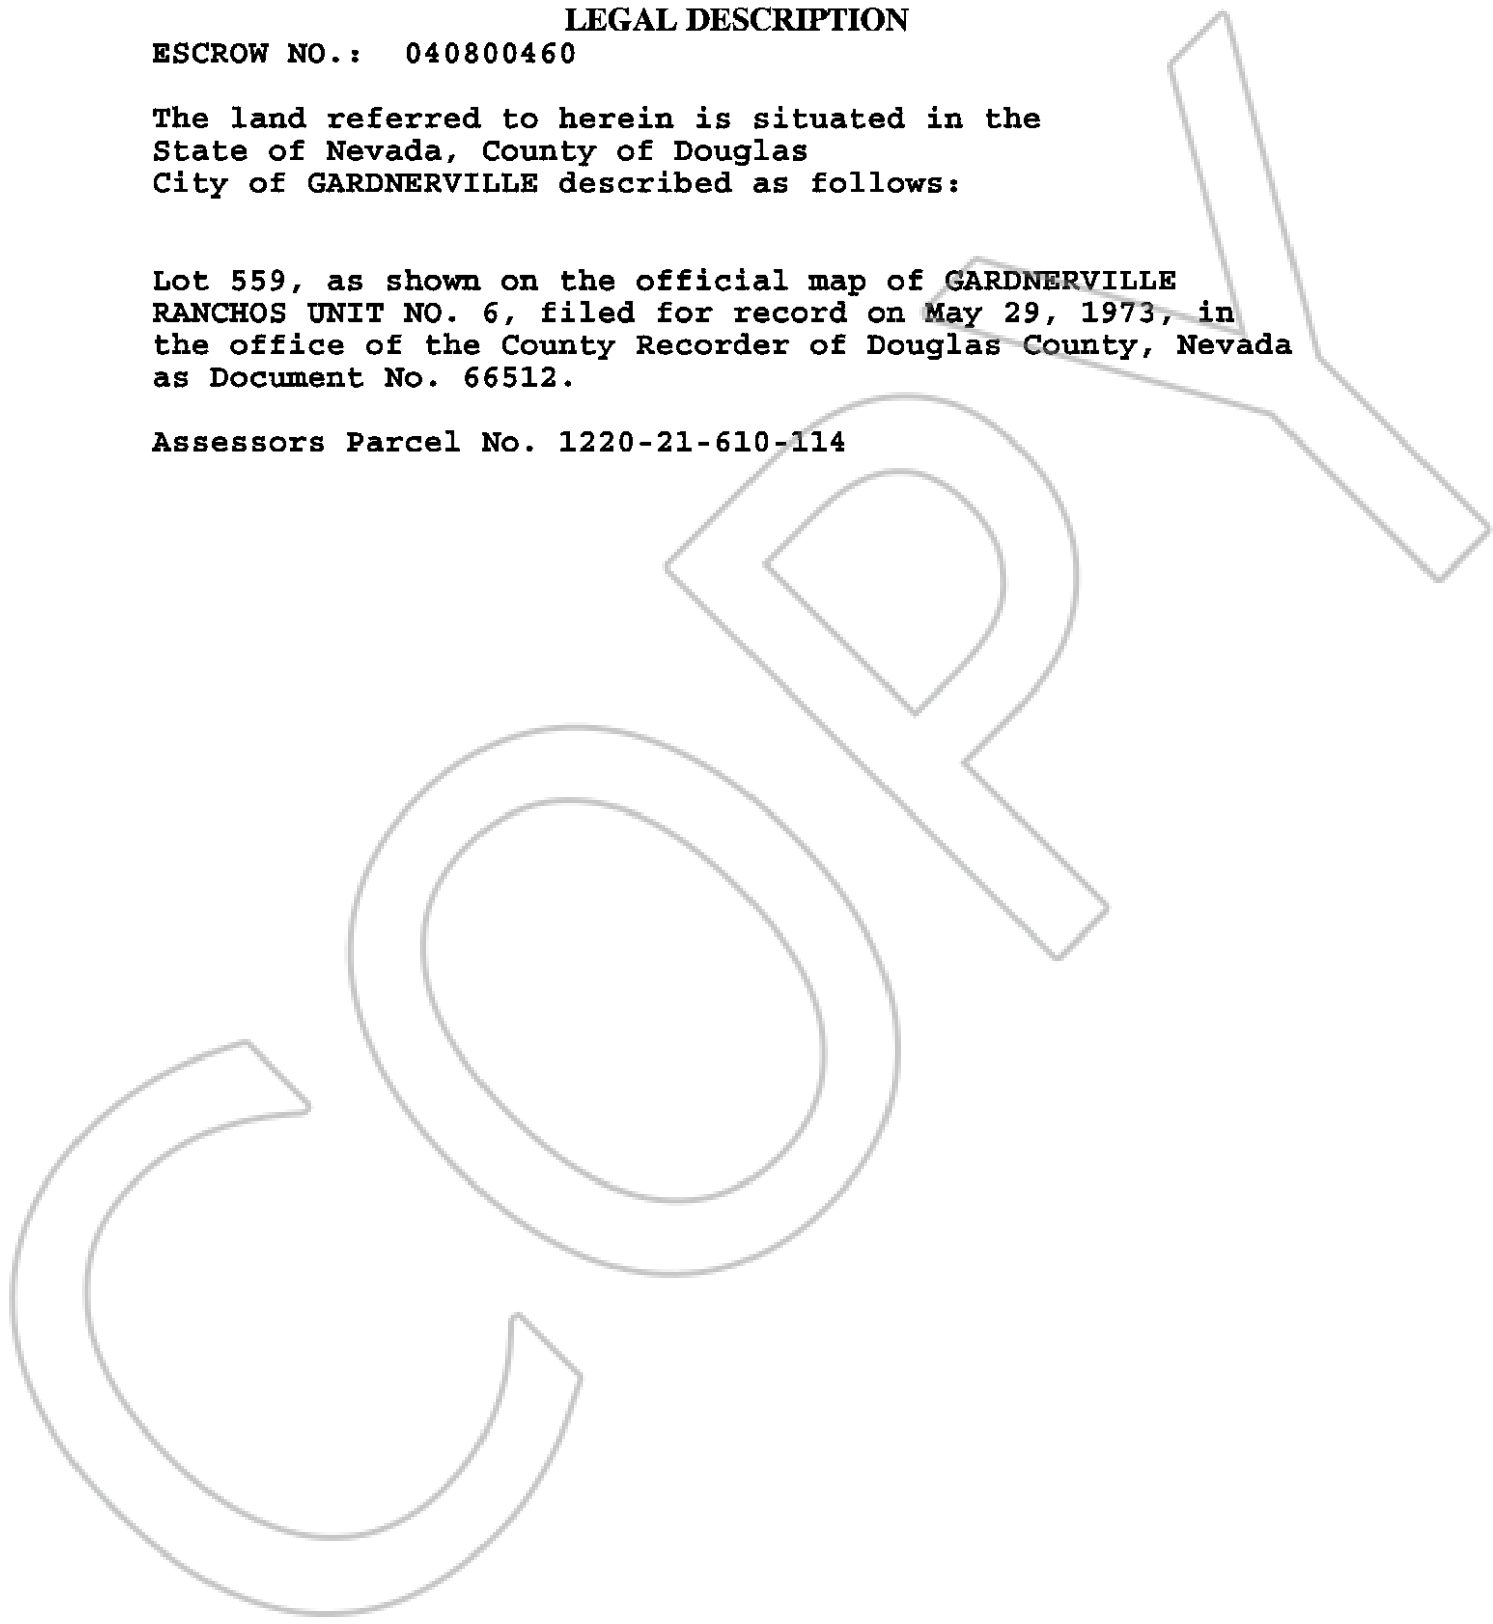 LEGAL DESCRIPTION
ESCROW NO.: 040800460
The land referred to herein is situated in the
State of Nevada, County of Douglas
City of GARDNERVILLE described as follows:
Lot 559, as shown on the official map of GARDNERVILLE
RANCHOS UNIT NO. 6, filed for record on May 29, 1973, in
the office of the County Recorder of Douglas County, Nevada
as Document No. 66512.
Assessors Parcel No. 1220-21-610-114
COPY